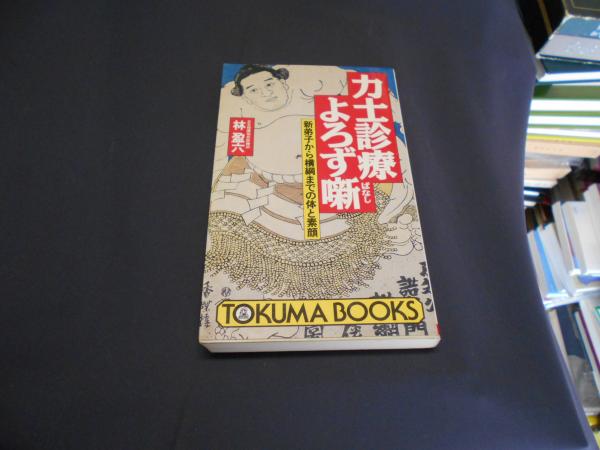 力士診療
よろず噺
ばなし
新弟子から横綱までの体と素顔
林 盈六
TOKUMA BOOKS